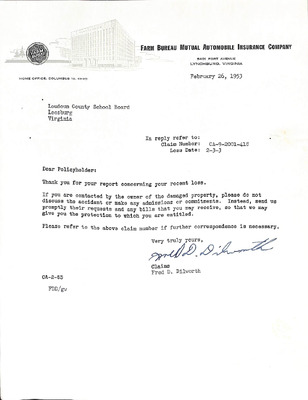 FARM BUREAU MUTUAL AUTOMOBILE INSURANCE COMPANY
LYNCHBURG, VIRGINIA
HOME OFFICE, COLUMBUS 16, OHIO
February 26, 1953
Loudoun County School Board
Leesburg
Virginia
In reply refer to:
Claim Number:
Loss Date: 2-3-3
Dear Policyholder:
Thank you for your report concerning your recent loss.
If you are contacted by the owner of the damaged property, please do not
discuss the accident or make any admissions or commitments. Instead, send us
promptly their requests and any bills that you may receive, so that we may
give you the protection to which you are entitled.
Please refer to the above claim number if further correspondence is necessary.
Very truly yours,
Fred D. Dilworth
Claims
Fred D. Dilworth
CA-2-83
FDD/gv